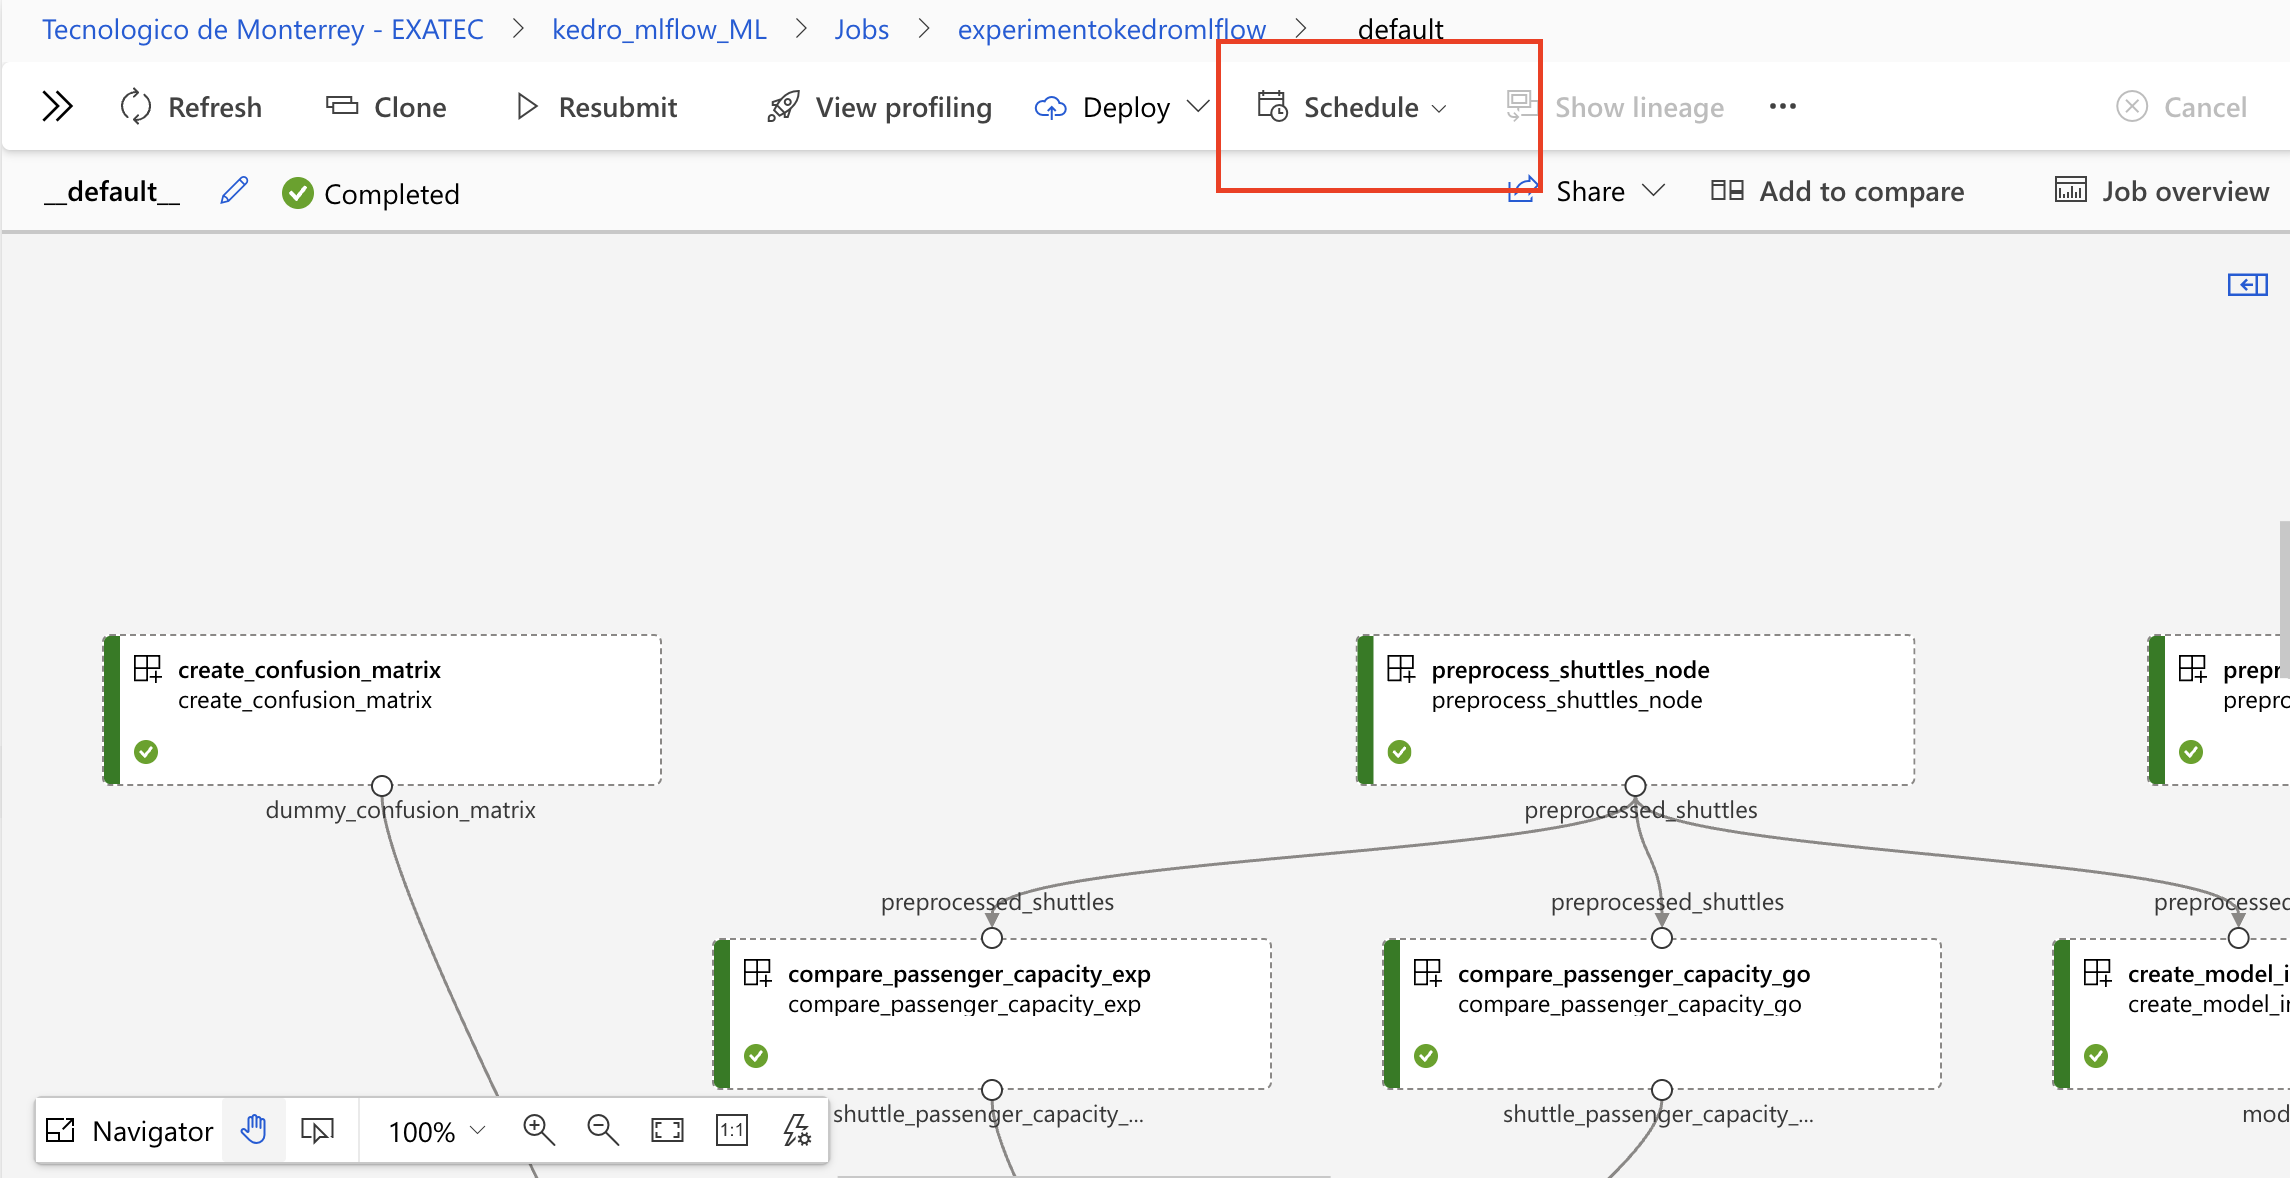 Tecnologico de Monterrey - EXATEC > kedro_mlflow_ML > Jobs > experimentokedromlflow > default
Refresh Clone Resubmit View profiling Deploy Schedule Show lineage ... Cancel
__default__ Completed Share Add to compare Job overview
create_confusion_matrix
create_confusion_matrix
dummy_confusion_matrix
preprocess_shuttles_node
preprocess_shuttles_node
preprocessed_shuttles
prepr
prepro
preprocessed_shuttles
preprocessed_shuttles
preprocessed
compare_passenger_capacity_exp
compare_passenger_capacity_exp
shuttle_passenger_capacity_...
compare_passenger_capacity_go
compare_passenger_capacity_go
shuttle_passenger_capacity_...
create_model_i
create_model_i
mod
Navigator 100% 1:1